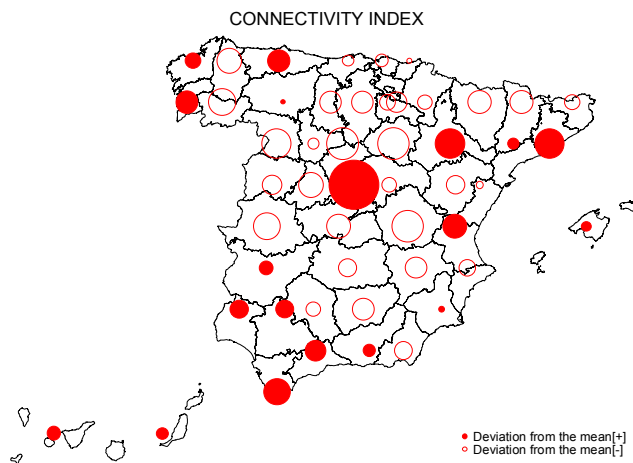 CONNECTIVITY INDEX
Deviation from the mean[+]
Deviation from the mean[-]